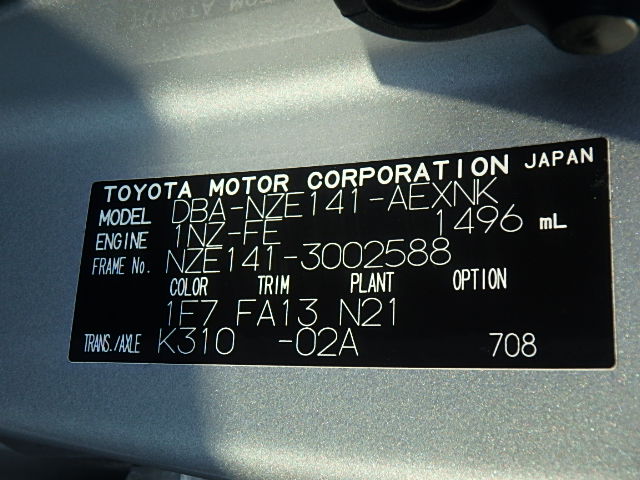 TOYOTA MOTOR CORPORATION JAPAN
MODEL DBA-NZE141-AEXNK
ENGINE 1NZ-FE 1496 mL
FRAME No. NZE141-3002588
COLOR TRIM PLANT OPTION
1E7 FA13 N21
TRANS./AXLE K310 -02A 708